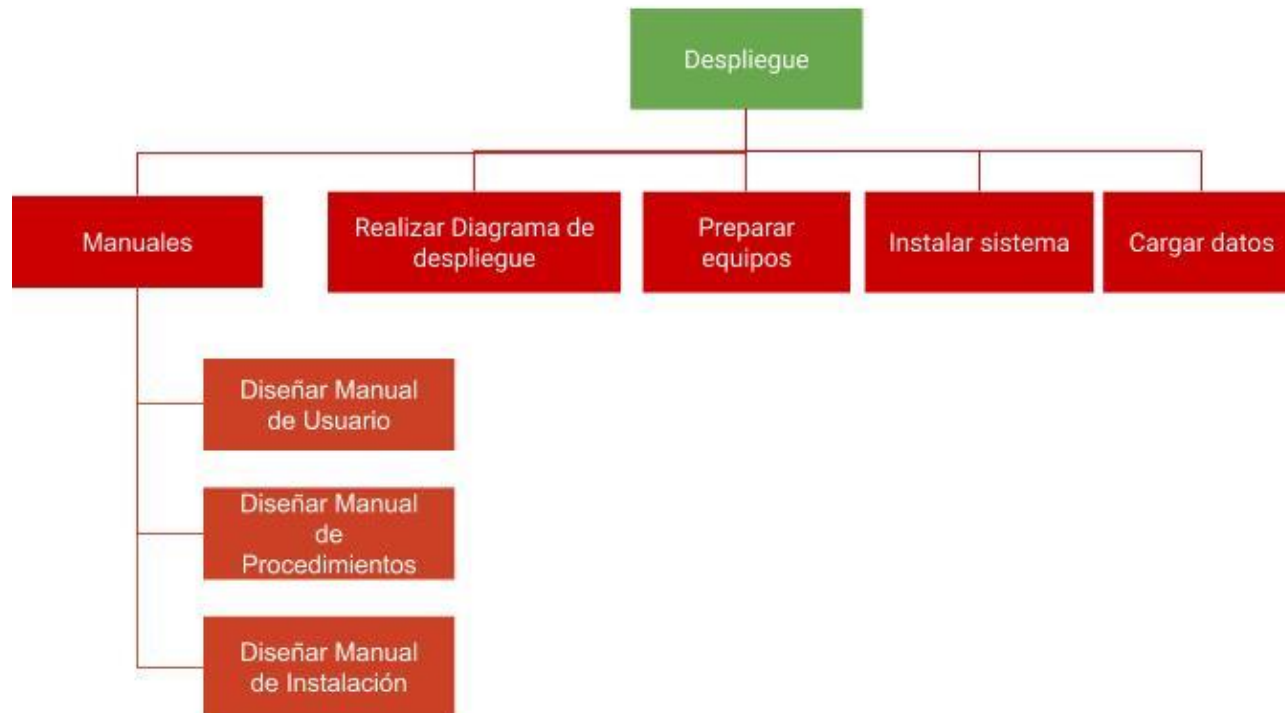 Despliegue
Manuales
Realizar Diagrama de
despliegue
Preparar
equipos
Instalar sistema
Cargar datos
Diseñar Manual
de Usuario
Diseñar Manual
de
Procedimientos
Diseñar Manual
de Instalación